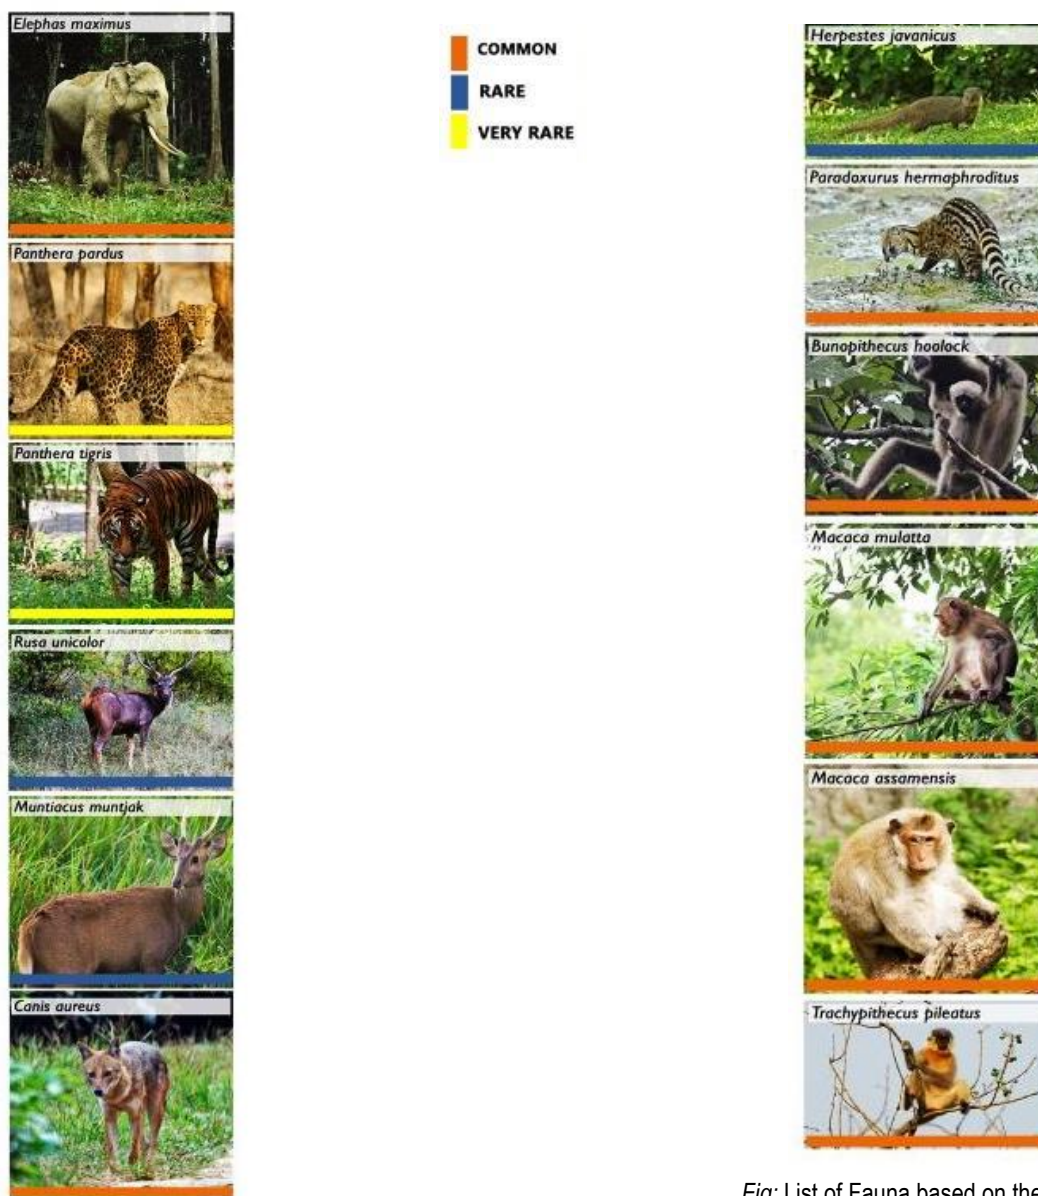 Elephas maximus
Panthera pardus
Panthera tigris
Rusa unicolor
Muntiacus muntjak
Canis aureus
COMMON
RARE
VERY RARE
Herpestes javanicus
Paradoxurus hermaphroditus
Bunopithecus hoolock
Macaca mulatta
Macaca assamensis
Trachypithecus pileatus
Fig: List of Fauna based on the